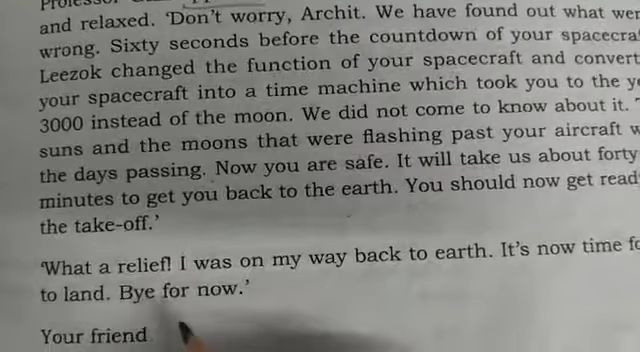 and relaxed. 'Don't worry, Archit. We have found out what
wrong. Sixty seconds before the countdown of your
Leezok changed the function of your spacecraft and
your spacecraft into a time machine which took you to the
3000 instead of the moon. We did not come to know about it.
suns and the moons that were flashing past your aircraft
the days passing. Now you are safe. It will take us about forty
minutes to get you back to the earth. You should now get
the take-off.'
'What a relief! I was on my way back to earth. It's now time
to land. Bye for now.'
Your friend